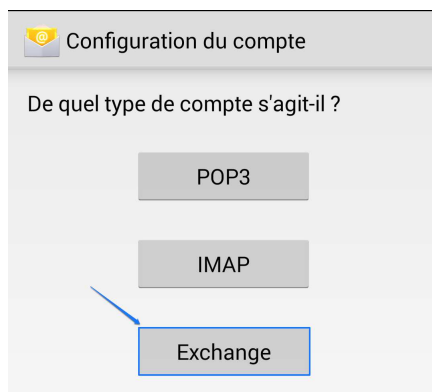 Configuration du compte
De quel type de compte s'agit-il ?
POP3
IMAP
Exchange